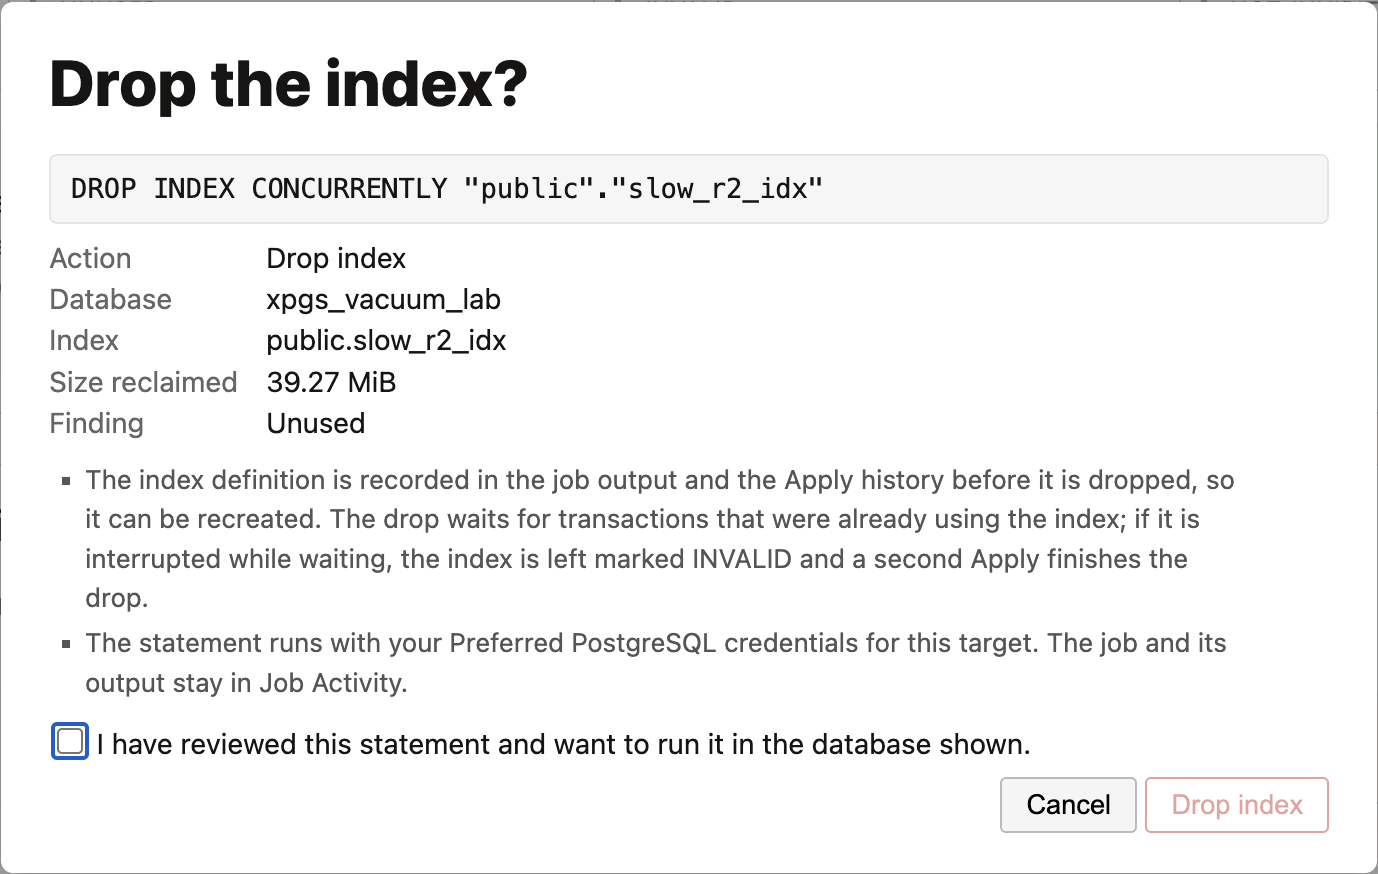 Drop the index?
DROP INDEX CONCURRENTLY "public"."slow_r2_idx"
Action Drop index
Database xpgs_vacuum_lab
Index public.slow_r2_idx
Size reclaimed 39.27 MiB
Finding Unused
▪ The index definition is recorded in the job output and the Apply history before it is dropped, so
it can be recreated. The drop waits for transactions that were already using the index; if it is
interrupted while waiting, the index is left marked INVALID and a second Apply finishes the
drop.
▪ The statement runs with your Preferred PostgreSQL credentials for this target. The job and its
output stay in Job Activity.
I have reviewed this statement and want to run it in the database shown.
Cancel Drop index